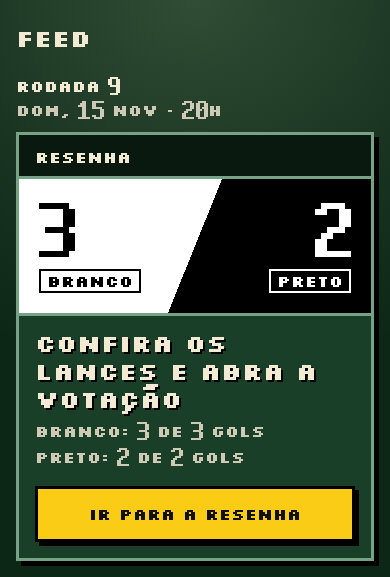 FEED
RODADA 9
DOM, 15 NOV · 20H
RESENHA
3
2
BRANCO
PRETO
CONFIRA OS
LANCES E ABRA A
VOTAÇÃO
BRANCO: 3 DE 3 GOLS
PRETO: 2 DE 2 GOLS
IR PARA A RESENHA